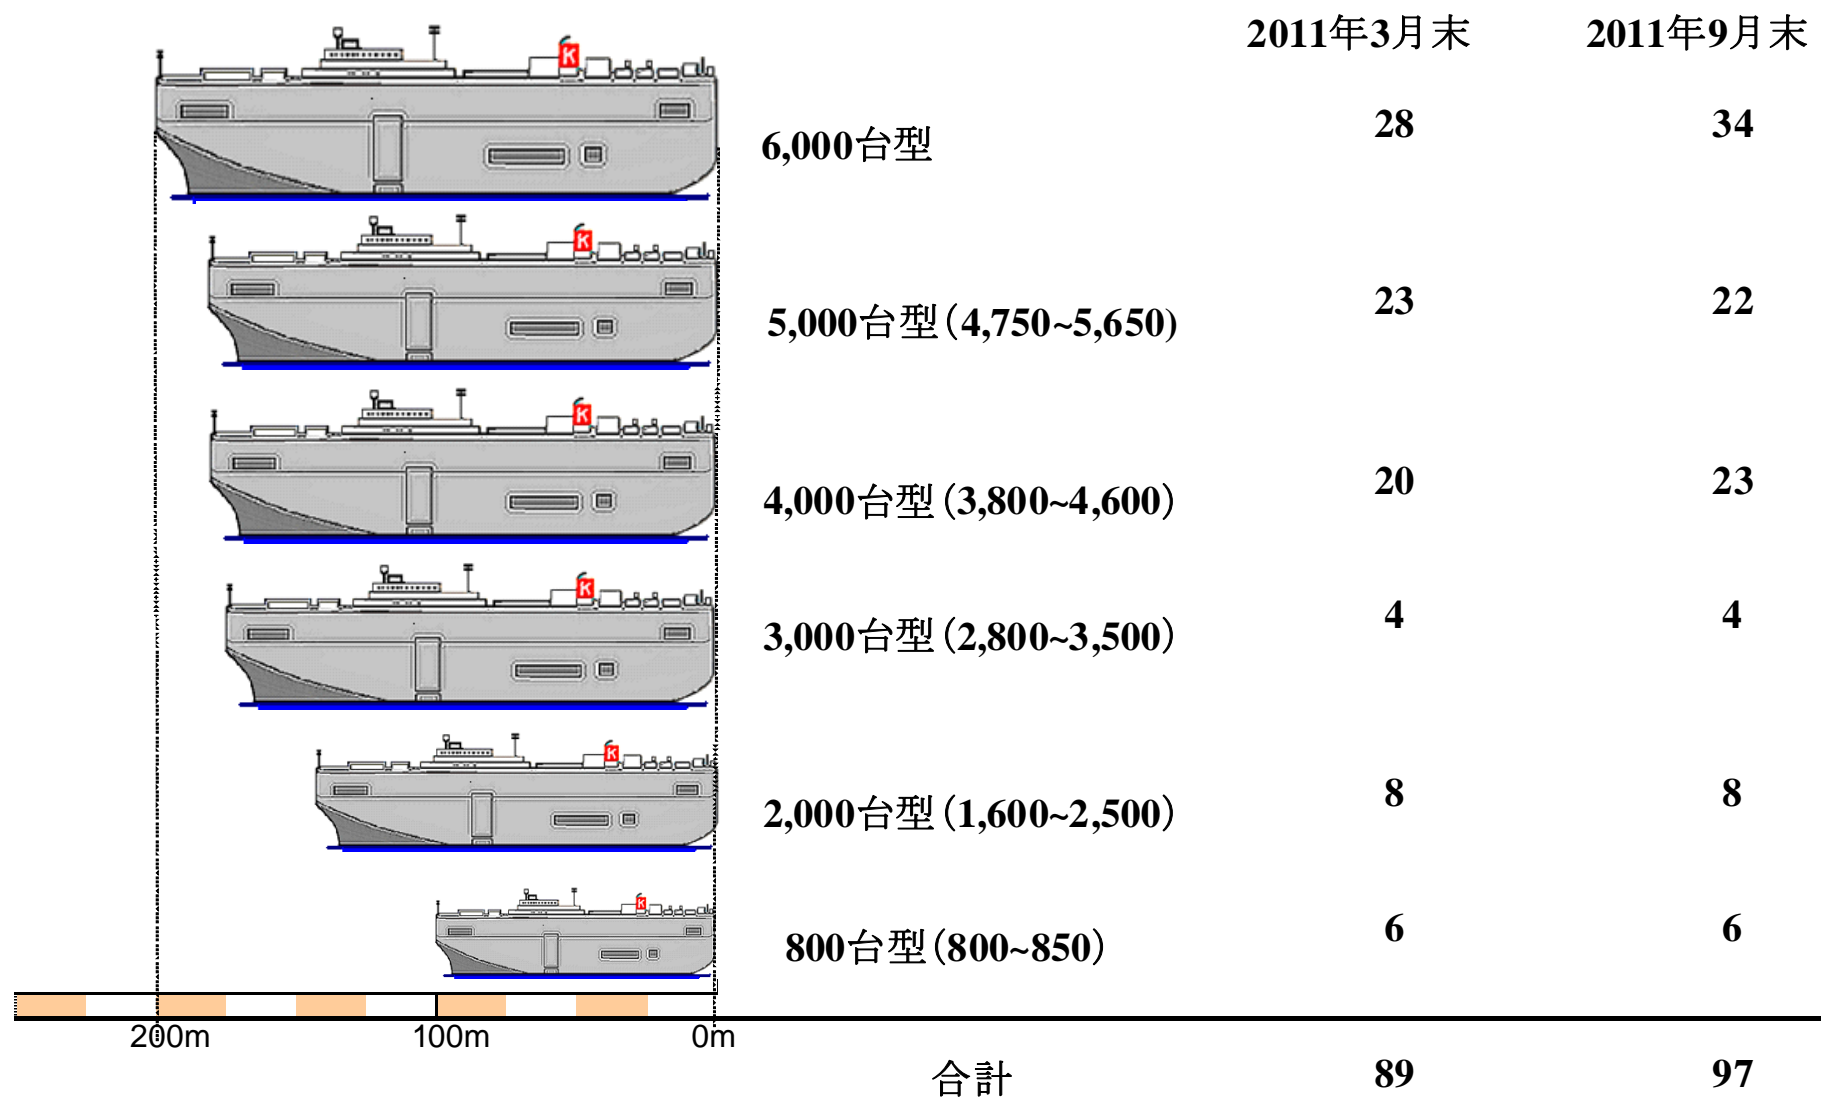 2011年3月末 2011年9月末
K
6,000台型 28 34
K
5,000台型（4,750~5,650) 23 22
K
4,000台型（3,800~4,600） 20 23
K
3,000台型（2,800~3,500） 4 4
K
2,000台型（1,600~2,500） 8 8
K
800台型（800~850） 6 6
200m 100m 0m
合計 89 97